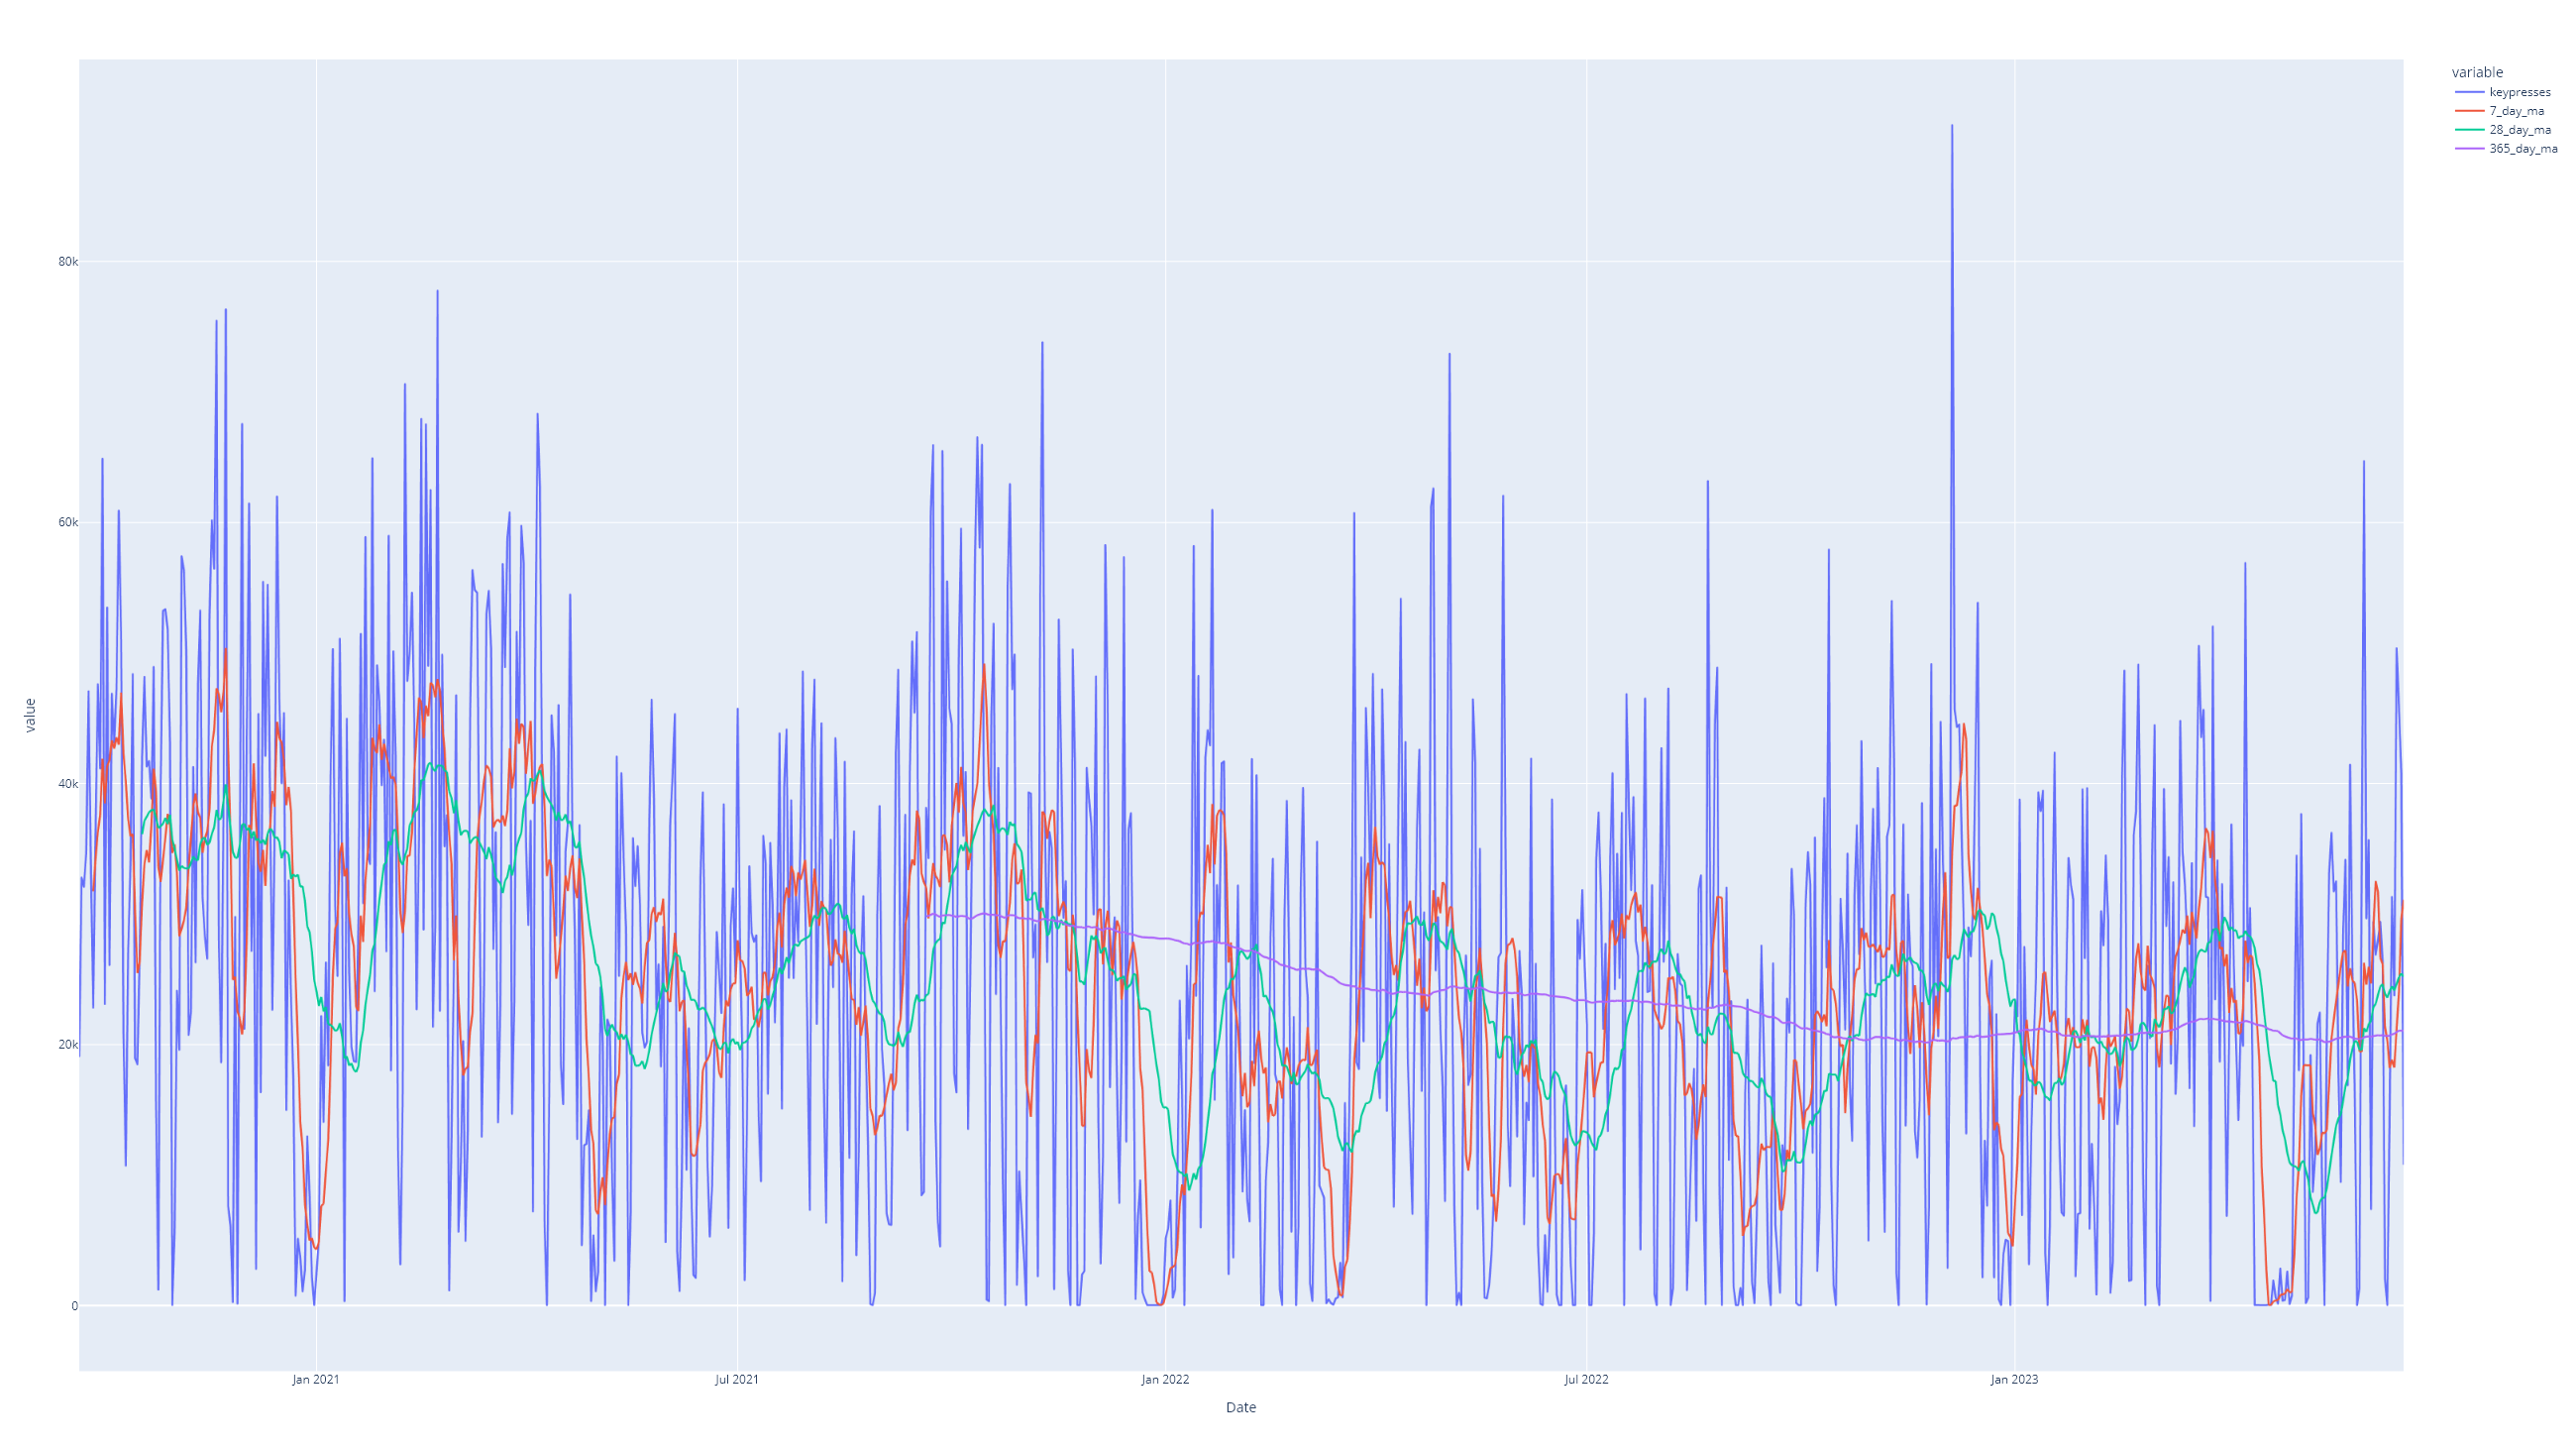 variable
keypresses
7_day_ma
28_day_ma
365_day_ma
80k
60k
40k
20k
0
value
Jan 2021
Jul 2021
Jan 2022
Jul 2022
Jan 2023
Date